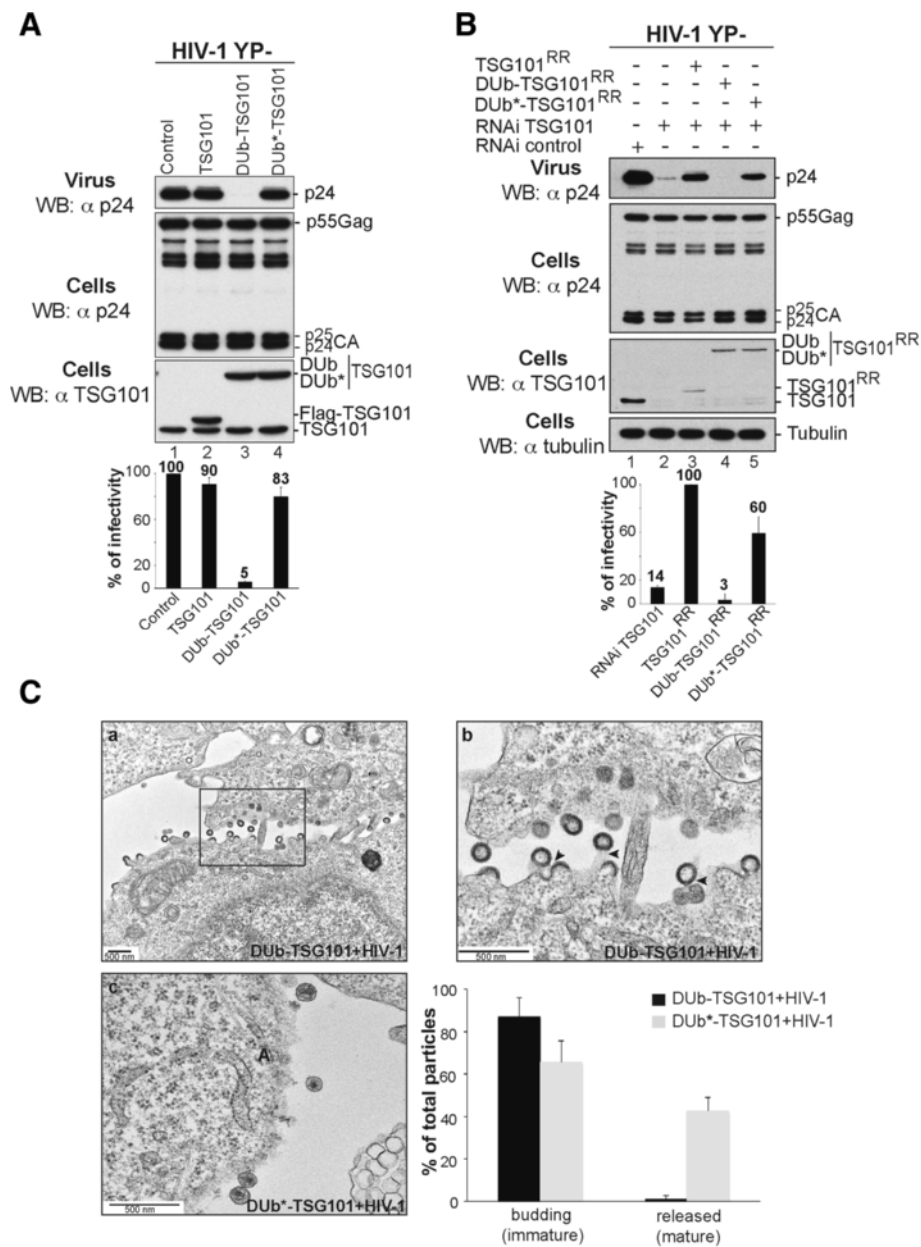 A
HIV-1 YP-
Control
TSG101
DUb-TSG101
DUb*-TSG101
Virus
WB: α p24
p24
p55Gag
Cells
WB: α p24
p25
p24 CA
Cells
WB: α TSG101
DUb
DUb*
TSG101
Flag-TSG101
TSG101
1 2 3 4
% of infectivity
100
80
60
20
0
100 90 5 83
Control
TSG101
DUb-TSG101
DUb*-TSG101
B
HIV-1 YP-
TSG101RR - - + - -
DUb-TSG101RR - - - + -
DUb*-TSG101RR - - - - +
RNAi TSG101 - + + + +
RNAi control + - - - -
Virus
WB: α p24
p24
p55Gag
Cells
WB: α p24
p25
p24 CA
Cells
WB: α TSG101
DUb
DUb*
TSG101RR
TSG101RR
TSG101
Cells
WB: α tubulin
Tubulin
1 2 3 4 5
% of infectivity
100
60
20
0
14 100 3 60
RNAi TSG101
TSG101RR
DUb-TSG101RR
DUb*-TSG101RR
C
a
500 nm
DUb-TSG101+HIV-1
b
500 nm
DUb-TSG101+HIV-1
c
A
500 nm
DUb*-TSG101+HIV-1
% of total particles
100
80
60
40
20
0
DUb-TSG101+HIV-1
DUb*-TSG101+HIV-1
budding
(immature)
released
(mature)